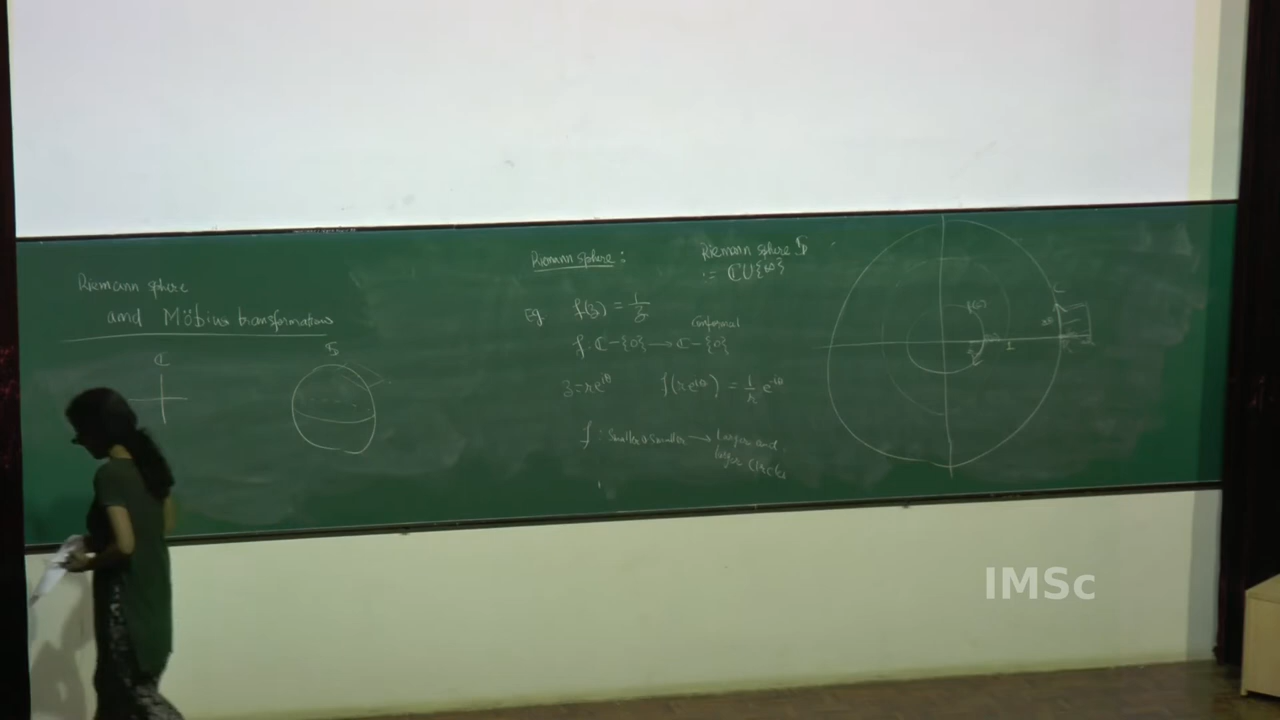 Riemann sphere
and Möbius transformations
ℂ
𝕊
Riemann sphere :
Riemann sphere 𝕊
:= ℂ∪{∞}
Eg f(z) = 1/z
conformal
f : ℂ-{0} → ℂ-{0}
z = re^{iθ} f(re^{iθ}) = 1/r e^{-iθ}
f : Smaller & smaller → Larger and
larger circles
C
f(C)
1
IMSc